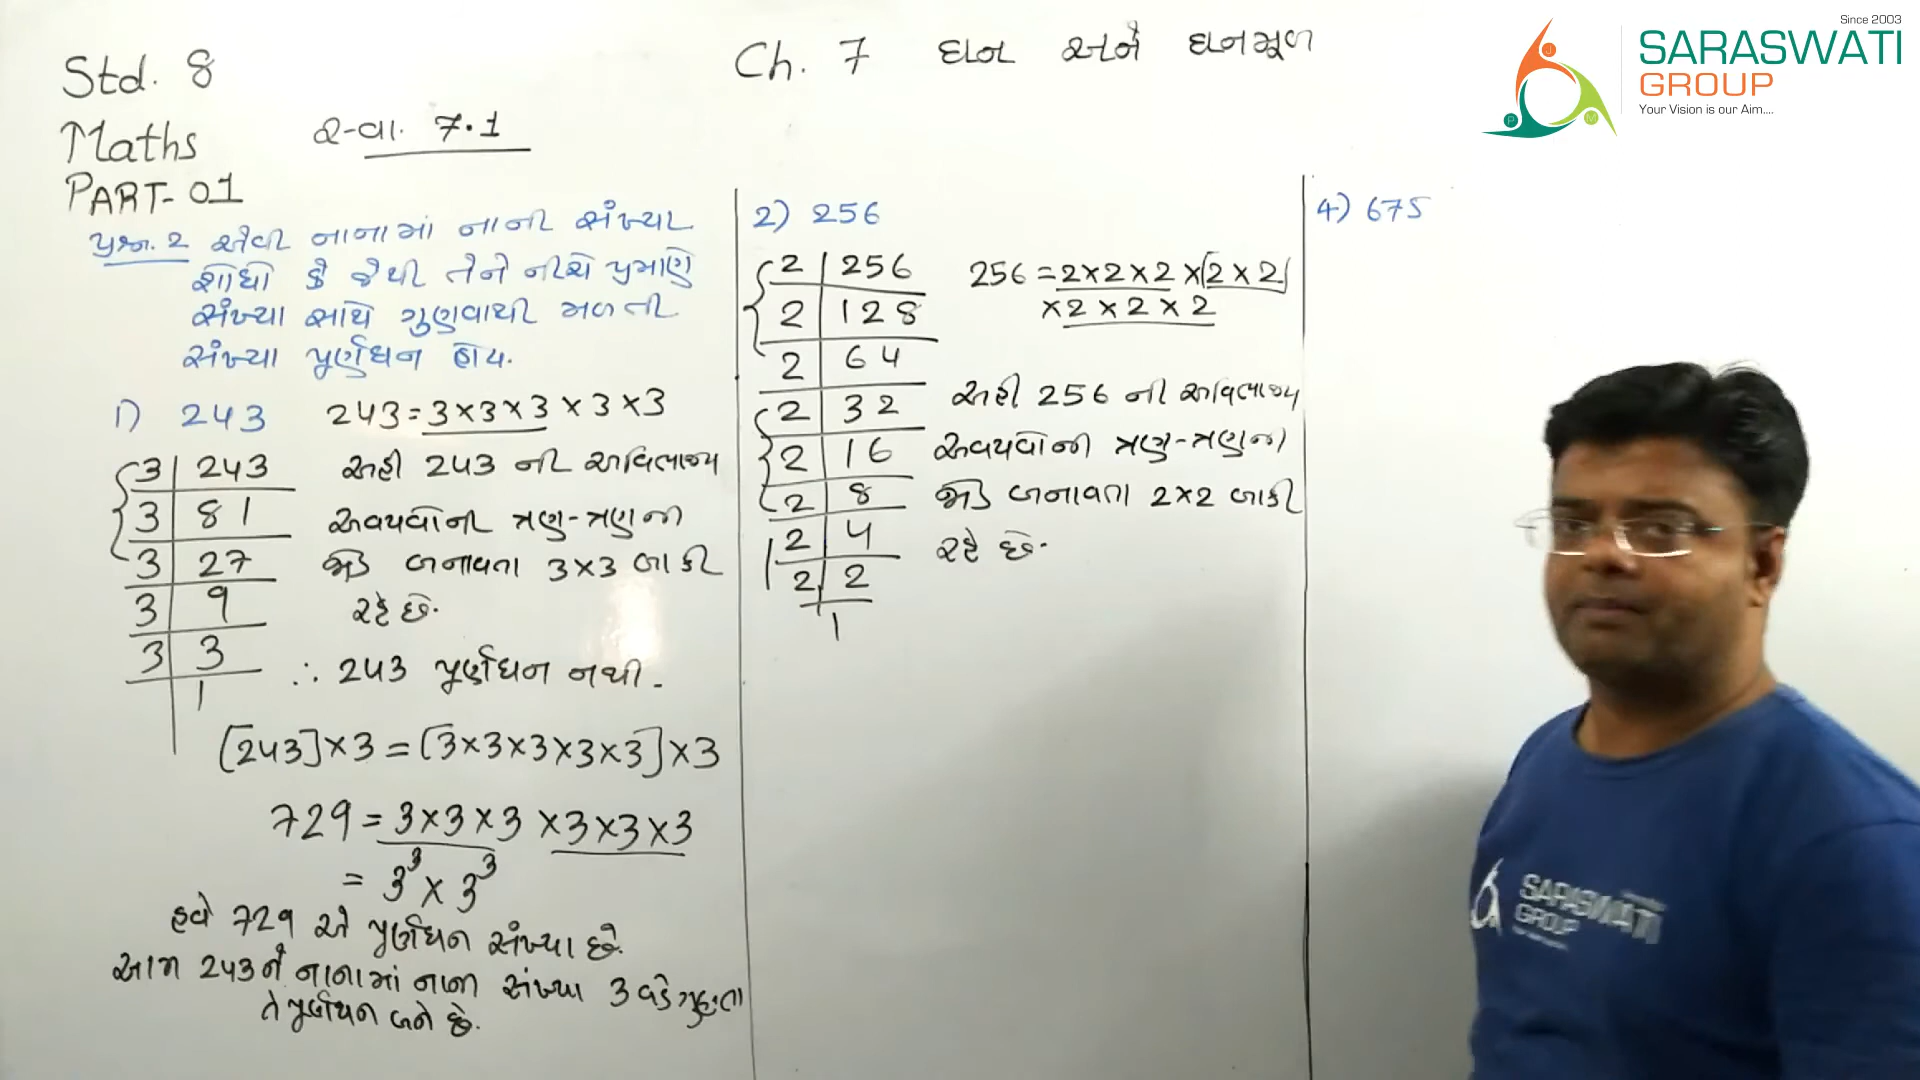 Std. 8
Maths
PART-01
સ્વા. 7.1
Ch. 7 ઘન અને ઘનમૂળ
Since 2003
SARASWATI
GROUP
Your Vision is our Aim....
પ્રશ્ન. 2 એવી નાનામાં નાની સંખ્યા
શોધો કે જેથી તેને નીચે પ્રમાણે
સંખ્યા સાથે ગુણવાથી મળતી
સંખ્યા પૂર્ણઘન હોય.
1) 243 243 = 3×3×3 × 3×3
3 | 243
3 | 81
3 | 27
3 | 9
3 | 3
1
અહીં 243 ની અવિભાજ્ય
અવયવોની ત્રણ-ત્રણની
જોડ બનાવતા 3×3 બાકી
રહે છે.
∴ 243 પૂર્ણઘન નથી.
[243]×3 = [3×3×3×3×3]×3
729 = 3×3×3 ×3×3×3
= 3³ × 3³
હવે 729 એ પૂર્ણઘન સંખ્યા છે.
આમ 243ને નાનામાં નાની સંખ્યા 3 વડે ગુણતા
તે પૂર્ણઘન બને છે.
2) 256
2 | 256
2 | 128
2 | 64
2 | 32
2 | 16
2 | 8
2 | 4
2 | 2
1
256 = 2×2×2 ×[2×2]
×2×2×2
અહી 256 ની અવિભાજ્ય
અવયવોની ત્રણ-ત્રણની
જોડ બનાવતા 2×2 બાકી
રહે છે.
4) 675
SARASWATI
GROUP